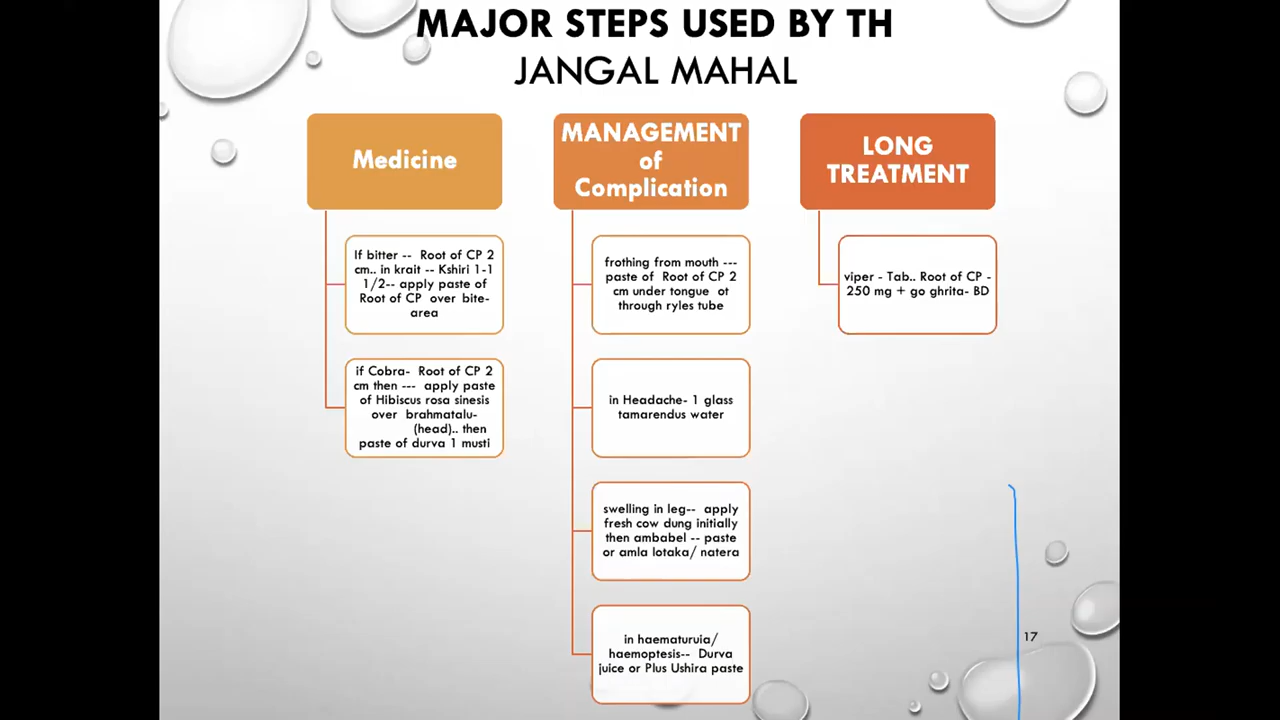 MAJOR STEPS USED BY TH
JANGAL MAHAL
Medicine
If bitter -- Root of CP 2
cm.. in krait -- Kshiri 1-1
1/2-- apply paste of
Root of CP over bite-
area
if Cobra- Root of CP 2
cm then --- apply paste
of Hibiscus rosa sinesis
over brahmatalu-
(head).. then
paste of durva 1 musti
MANAGEMENT
of
Complication
frothing from mouth ---
paste of Root of CP 2
cm under tongue ot
through ryles tube
in Headache- 1 glass
tamarendus water
swelling in leg-- apply
fresh cow dung initially
then ambabel -- paste
or amla lotaka/ natera
in haematuruia/
haemoptesis-- Durva
juice or Plus Ushira paste
LONG
TREATMENT
viper - Tab.. Root of CP -
250 mg + go ghrita- BD
17